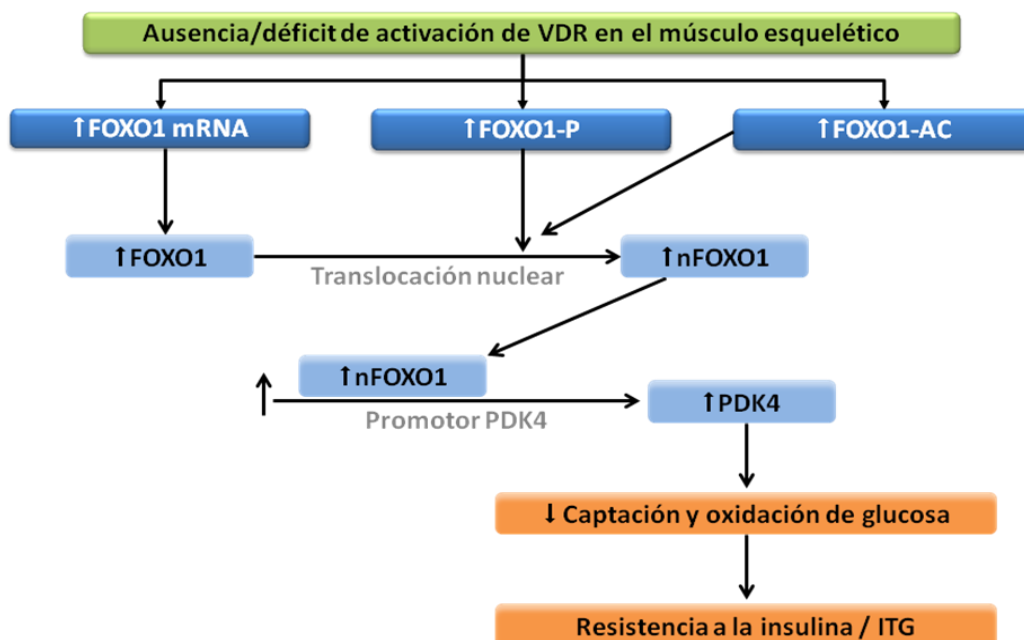 Ausencia/déficit de activación de VDR en el músculo esquelético
↑FOXO1 mRNA
↑FOXO1-P
↑FOXO1-AC
↑FOXO1
Translocación nuclear
↑nFOXO1
↑nFOXO1
Promotor PDK4
↑PDK4
↓ Captación y oxidación de glucosa
Resistencia a la insulina / ITG